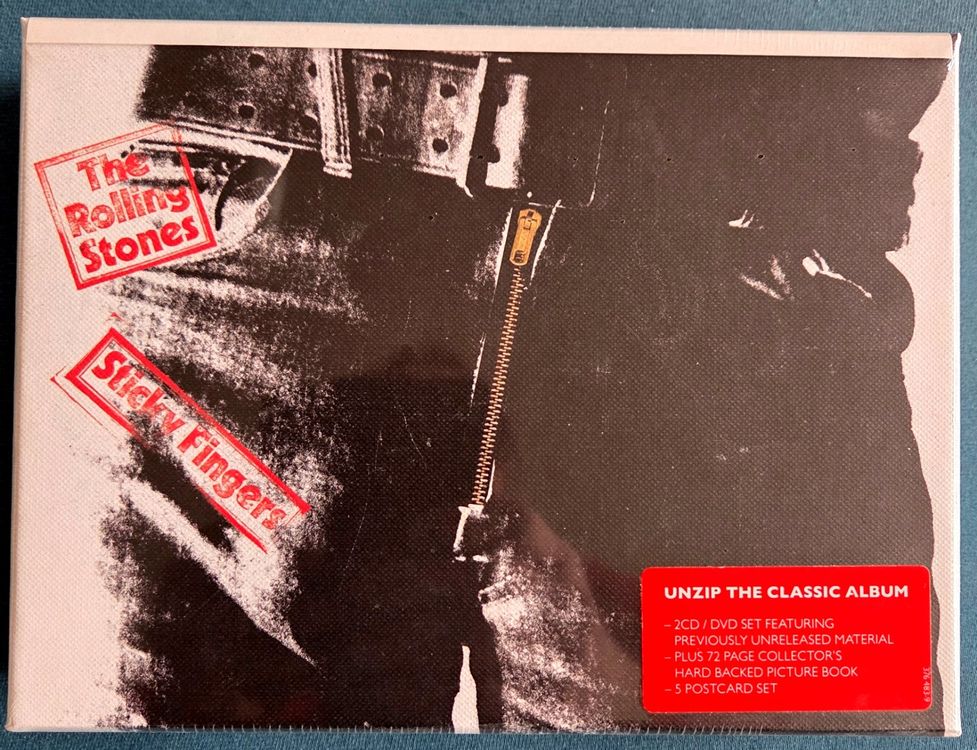 The
Rolling
Stones
Sticky Fingers
UNZIP THE CLASSIC ALBUM
– 2CD / DVD SET FEATURING
PREVIOUSLY UNRELEASED MATERIAL
– PLUS 72 PAGE COLLECTOR'S
HARD BACKED PICTURE BOOK
– 5 POSTCARD SET